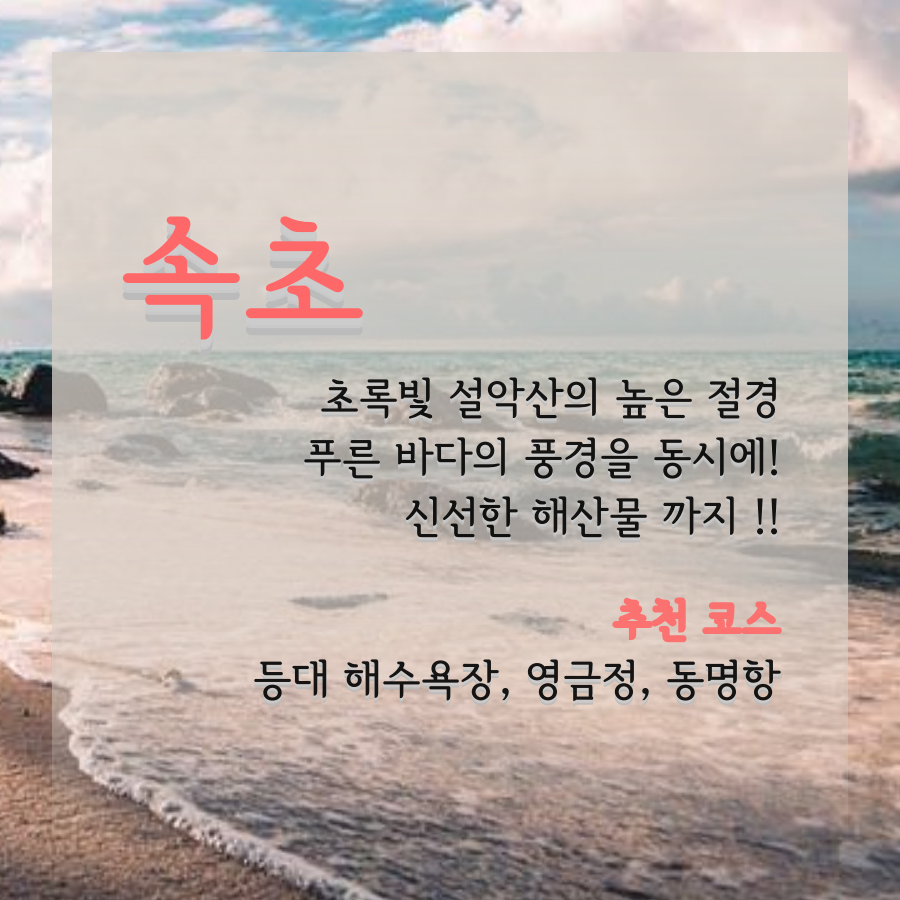 속초
초록빛 설악산의 높은 절경
푸른 바다의 풍경을 동시에!
신선한 해산물 까지 !!
추천 코스
등대 해수욕장, 영금정, 동명항